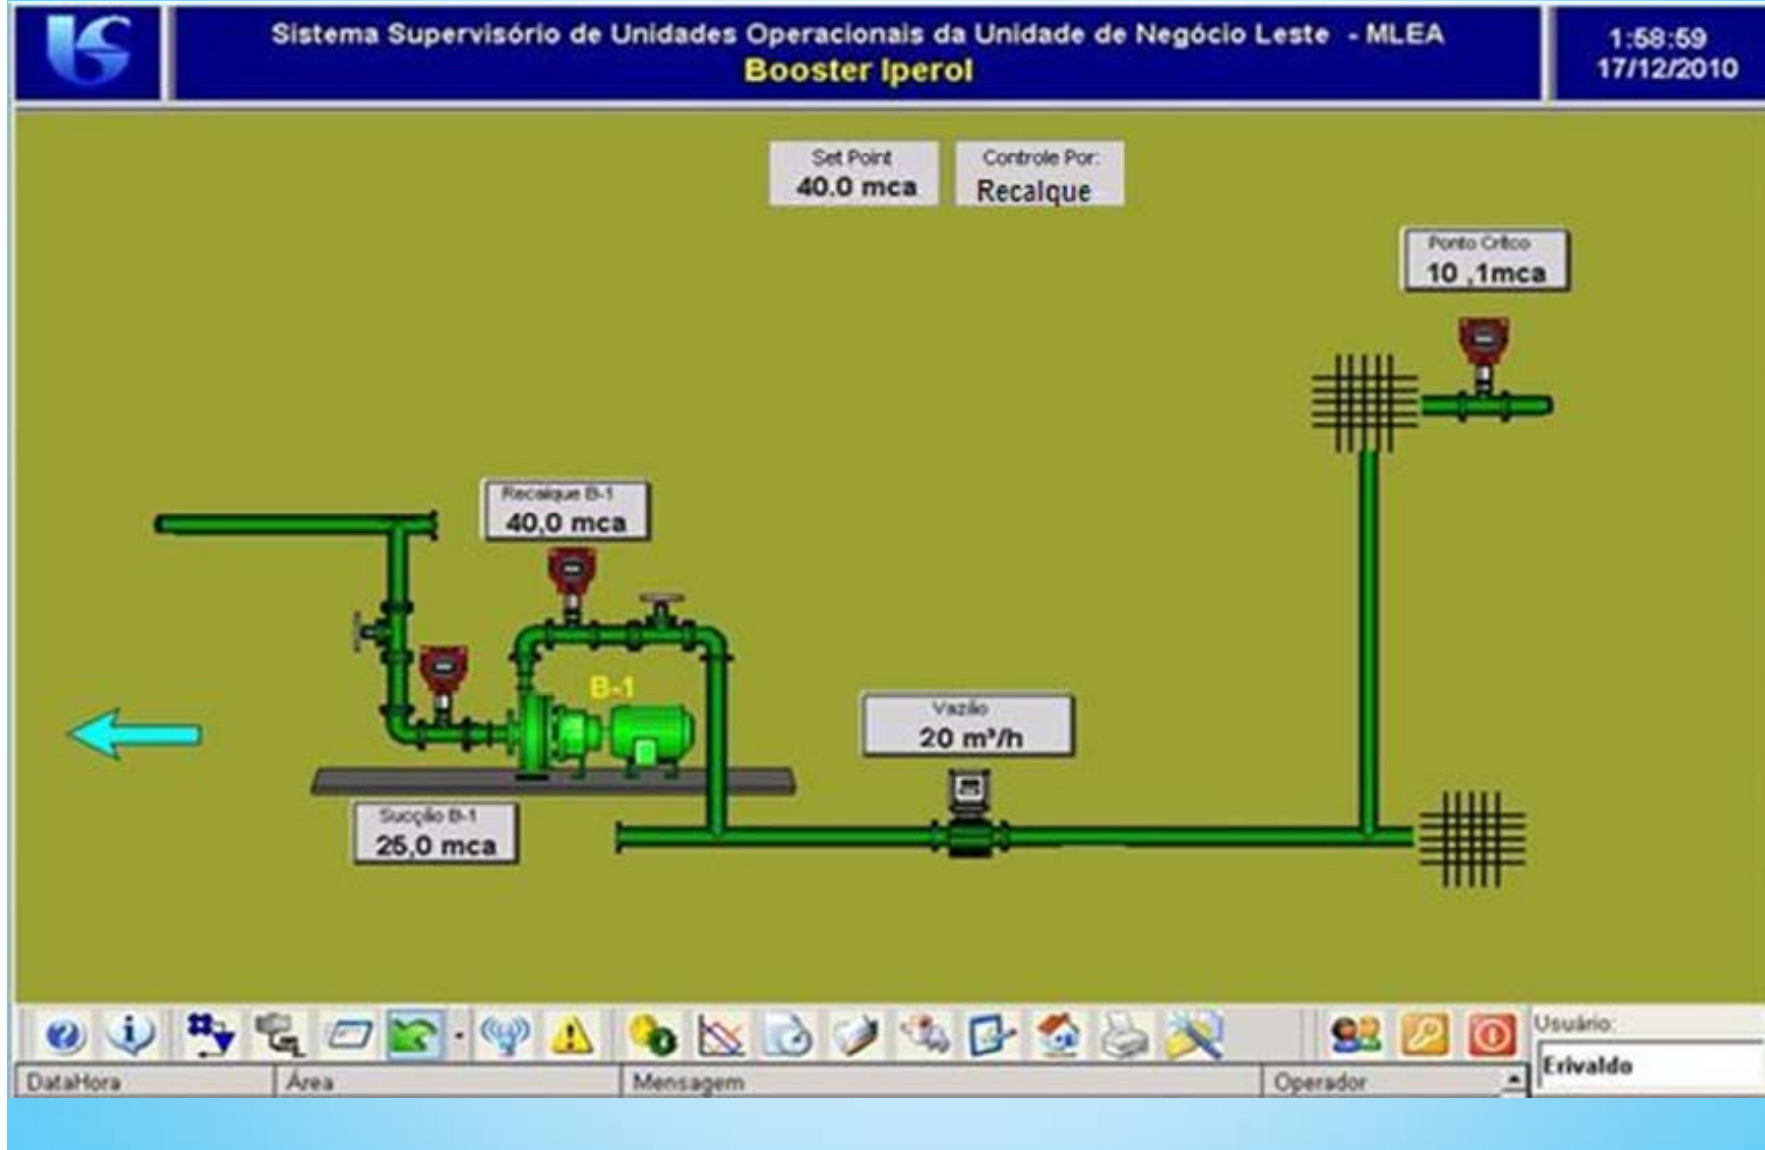 Sistema Supervisório de Unidades Operacionais da Unidade de Negócio Leste - MLEA
Booster Iperol
1:58:59
17/12/2010
Set Point
40.0 mca
Controle Por:
Recalque
Ponto Crítco
10 ,1mca
Recalque B-1
40,0 mca
B-1
Vazão
20 m³/h
Sucção B-1
25,0 mca
Usuário:
Erivaldo
DataHora
Área
Mensagem
Operador